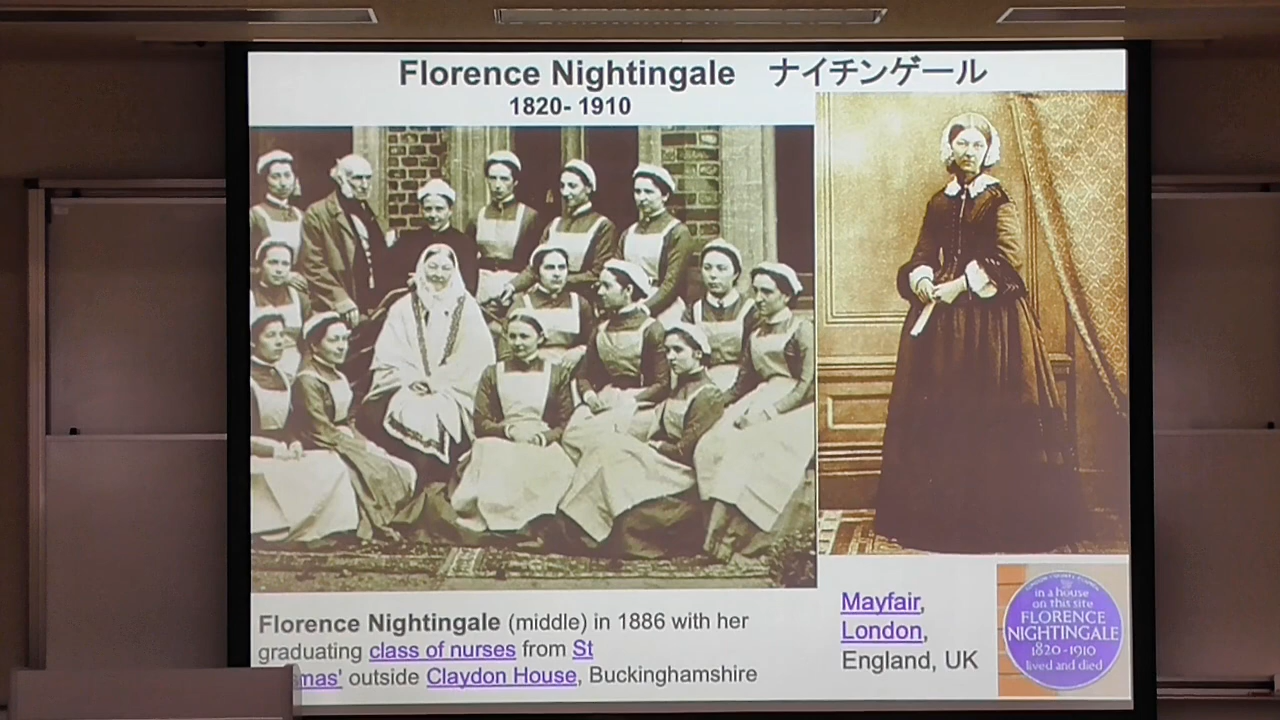 Florence Nightingale ナイチンゲール
1820- 1910
Florence Nightingale (middle) in 1886 with her
graduating class of nurses from St
mas' outside Claydon House, Buckinghamshire
Mayfair,
London,
England, UK
in a house
on this site
FLORENCE
NIGHTINGALE
1820-1910
lived and died